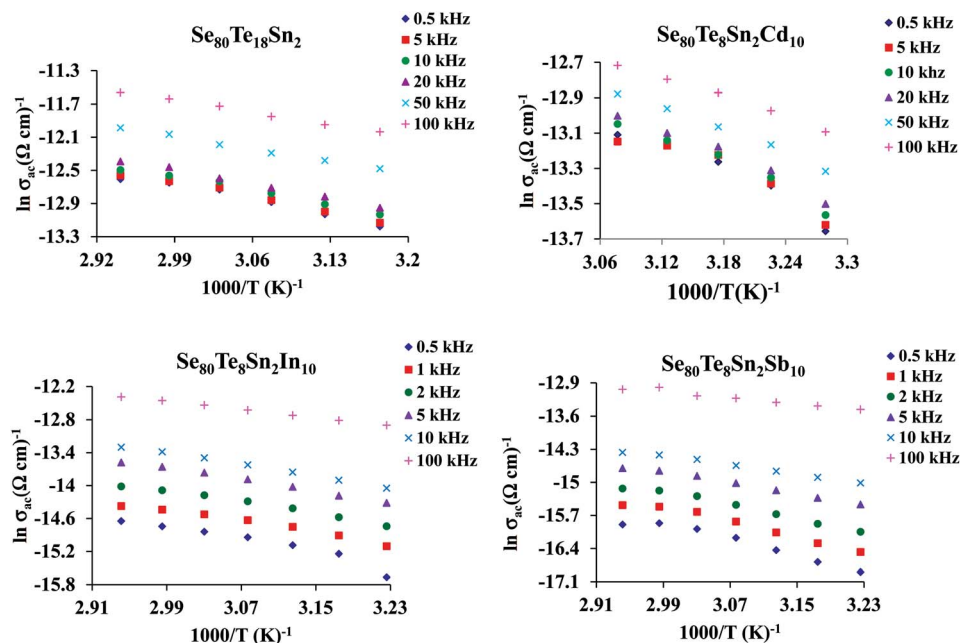 Se80Te18Sn2
0.5 kHz
5 kHz
10 kHz
20 kHz
50 kHz
100 kHz
ln σac(Ω cm)-1
-11.3
-11.7
-12.1
-12.5
-12.9
-13.3
2.92
2.99
3.06
3.13
3.2
1000/T (K)-1
Se80Te8Sn2Cd10
0.5 kHz
5 kHz
10 khz
20 kHz
50 kHz
100 kHz
ln σac(Ω cm)-1
-12.7
-12.9
-13.1
-13.3
-13.5
-13.7
3.06
3.12
3.18
3.24
3.3
1000/T(K)-1
Se80Te8Sn2In10
0.5 kHz
1 kHz
2 kHz
5 kHz
10 kHz
100 kHz
ln σac(Ω cm)-1
-12.2
-12.8
-13.4
-14
-14.6
-15.2
-15.8
2.91
2.99
3.07
3.15
3.23
1000/T (K)-1
Se80Te8Sn2Sb10
0.5 kHz
1 kHz
2 kHz
5 kHz
10 kHz
100 kHz
ln σac(Ω cm)-1
-12.9
-13.6
-14.3
-15
-15.7
-16.4
-17.1
2.91
2.99
3.07
3.15
3.23
1000/T (K)-1